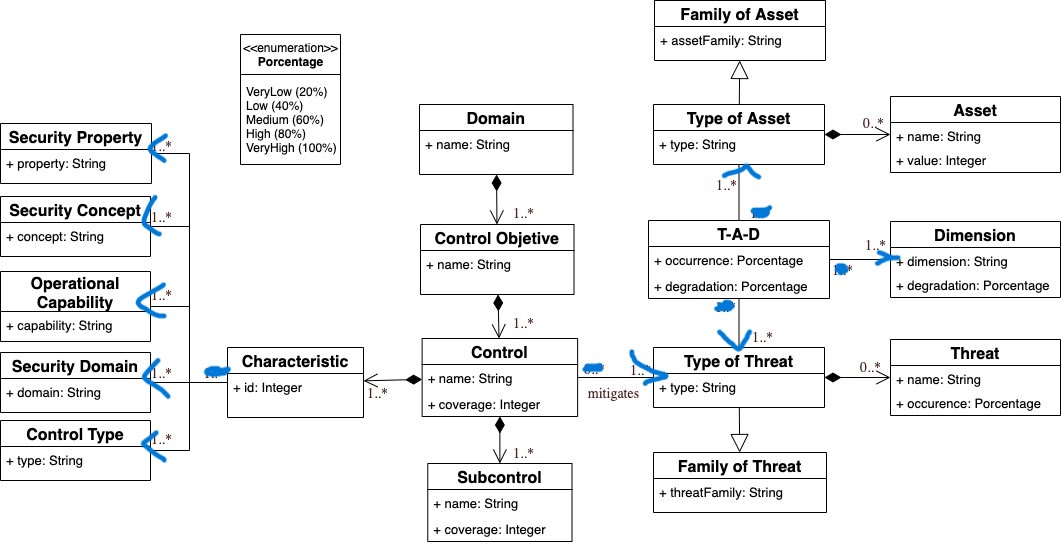 Family of Asset
+ assetFamily: String
<<enumeration>>
Porcentage
VeryLow (20%)
Low (40%)
Medium (60%)
High (80%)
VeryHigh (100%)
Domain
+ name: String
Type of Asset
+ type: String
0..*
Asset
+ name: String
+ value: Integer
Security Property
+ property: String
1..*
1..*
1..*
Security Concept
+ concept: String
1..*
Control Objetive
+ name: String
T-A-D
+ occurrence: Porcentage
+ degradation: Porcentage
1..*
Dimension
+ dimension: String
+ degradation: Porcentage
Operational
Capability
+ capability: String
1..*
1..*
1..*
Security Domain
+ domain: String
1..*
Characteristic
+ id: Integer
1..*
Control
+ name: String
+ coverage: Integer
1..
mitigates
Type of Threat
+ type: String
0..*
Threat
+ name: String
+ occurence: Porcentage
Control Type
+ type: String
1..*
1..*
Subcontrol
+ name: String
+ coverage: Integer
Family of Threat
+ threatFamily: String